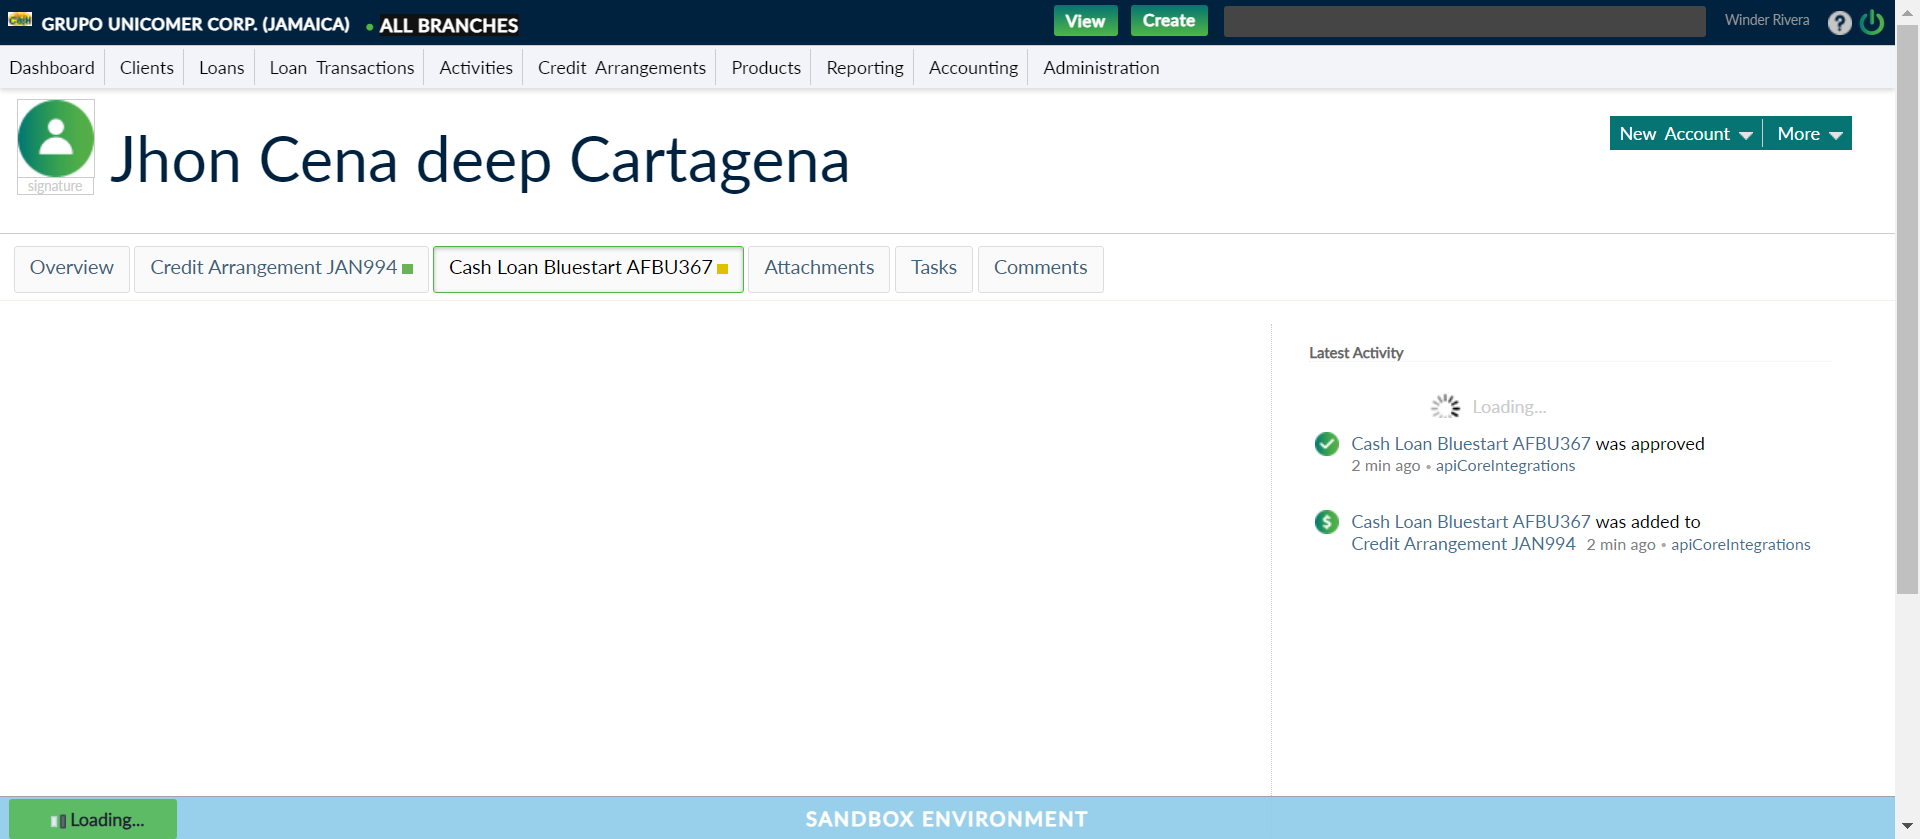 GRUPO UNICOMER CORP. (JAMAICA) • ALL BRANCHES View Create Winder Rivera ?
Dashboard Clients Loans Loan Transactions Activities Credit Arrangements Products Reporting Accounting Administration
signature
Jhon Cena deep Cartagena
New Account More
Overview Credit Arrangement JAN994 Cash Loan Bluestart AFBU367 Attachments Tasks Comments
Latest Activity
Loading...
Cash Loan Bluestart AFBU367 was approved
2 min ago • apiCoreIntegrations
Cash Loan Bluestart AFBU367 was added to
Credit Arrangement JAN994 2 min ago • apiCoreIntegrations
Loading...
SANDBOX ENVIRONMENT